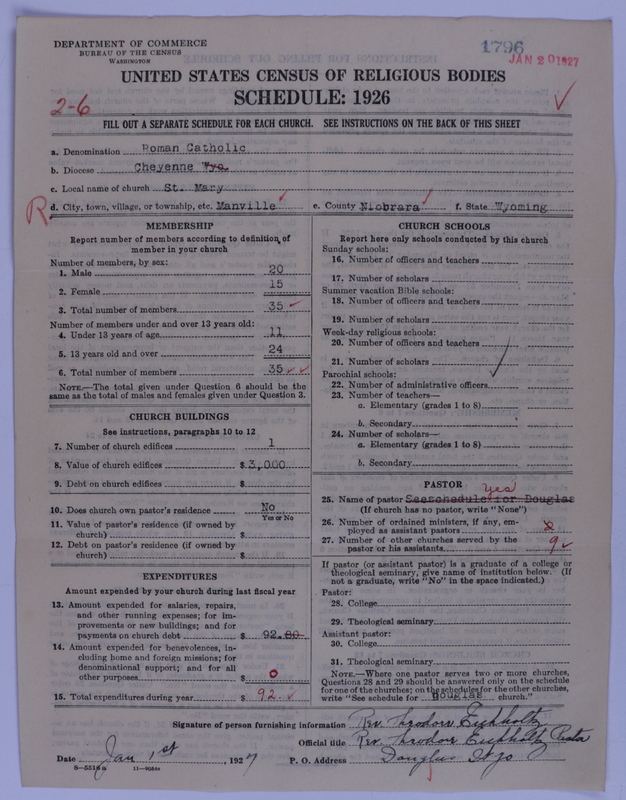 DEPARTMENT OF COMMERCE
BUREAU OF THE CENSUS
WASHINGTON
1796
JAN 20 1927
UNITED STATES CENSUS OF RELIGIOUS BODIES
SCHEDULE: 1926
2-6
FILL OUT A SEPARATE SCHEDULE FOR EACH CHURCH. SEE INSTRUCTIONS ON THE BACK OF THIS SHEET
a. Denomination Roman Catholic
b. Diocese Cheyenne Wyo.
c. Local name of church St. Mary
R
d. City, town, village, or township, etc. Manville e. County Niobrara f. State Wyoming
MEMBERSHIP
Report number of members according to definition of
member in your church
Number of members, by sex:
1. Male 20
2. Female 15
3. Total number of members 35
Number of members under and over 13 years old:
4. Under 13 years of age 11
5. 13 years old and over 24
6. Total number of members 35
NOTE.—The total given under Question 6 should be the
same as the total of males and females given under Question 3.
CHURCH BUILDINGS
See instructions, paragraphs 10 to 12
7. Number of church edifices 1
8. Value of church edifices $ 3,000
9. Debt on church edifices $
10. Does church own pastor's residence No
Yes or No
11. Value of pastor's residence (if owned by
church) $
12. Debt on pastor's residence (if owned by
church) $
EXPENDITURES
Amount expended by your church during last fiscal year
13. Amount expended for salaries, repairs,
and other running expenses; for im-
provements or new buildings; and for
payments on church debt $ 92.80
14. Amount expended for benevolences, in-
cluding home and foreign missions; for
denominational support; and for all
other purposes $ 0
15. Total expenditures during year $ 92.
CHURCH SCHOOLS
Report here only schools conducted by this church
Sunday schools:
16. Number of officers and teachers
17. Number of scholars
Summer vacation Bible schools:
18. Number of officers and teachers
19. Number of scholars
Week-day religious schools:
20. Number of officers and teachers
21. Number of scholars
Parochial schools:
22. Number of administrative officers
23. Number of teachers—
a. Elementary (grades 1 to 8)
b. Secondary
24. Number of scholars—
a. Elementary (grades 1 to 8)
b. Secondary
PASTOR
yes
25. Name of pastor See schedule for Douglas
(If church has no pastor, write "None")
26. Number of ordained ministers, if any, em-
ployed as assistant pastors
27. Number of other churches served by the
pastor or his assistants 9
If pastor (or assistant pastor) is a graduate of a college or
theological seminary, give name of institution below. (If
not a graduate, write "No" in the space indicated.)
Pastor:
28. College
29. Theological seminary
Assistant pastor:
30. College
31. Theological seminary
NOTE.—Where one pastor serves two or more churches,
Questions 28 and 29 should be answered only on the schedule
for one of the churches; on the schedules for the other churches,
write "See schedule for Douglas church."
Signature of person furnishing information Rev. Theodore Eichholtz
Official title Rev. Theodore Eichholtz Pastor
Date Jan 1st, 1927 P. O. Address Douglas Wyo
8-5518a 11-9084a